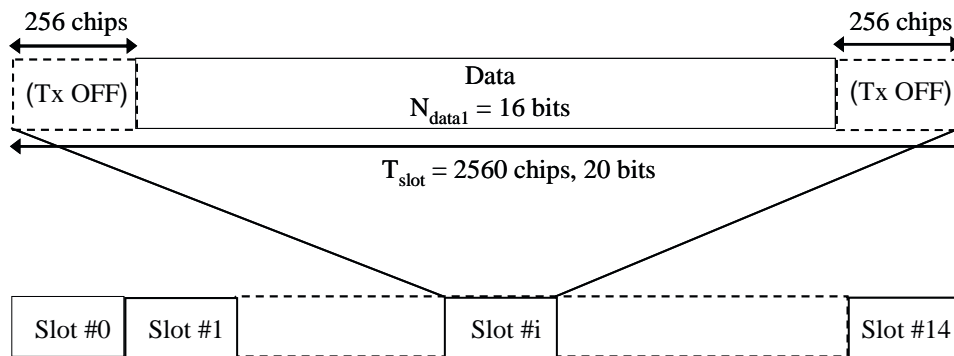 256 chips 256 chips
(Tx OFF) Data (Tx OFF)
N_data1 = 16 bits
T_slot = 2560 chips, 20 bits
Slot #0 Slot #1 Slot #i Slot #14